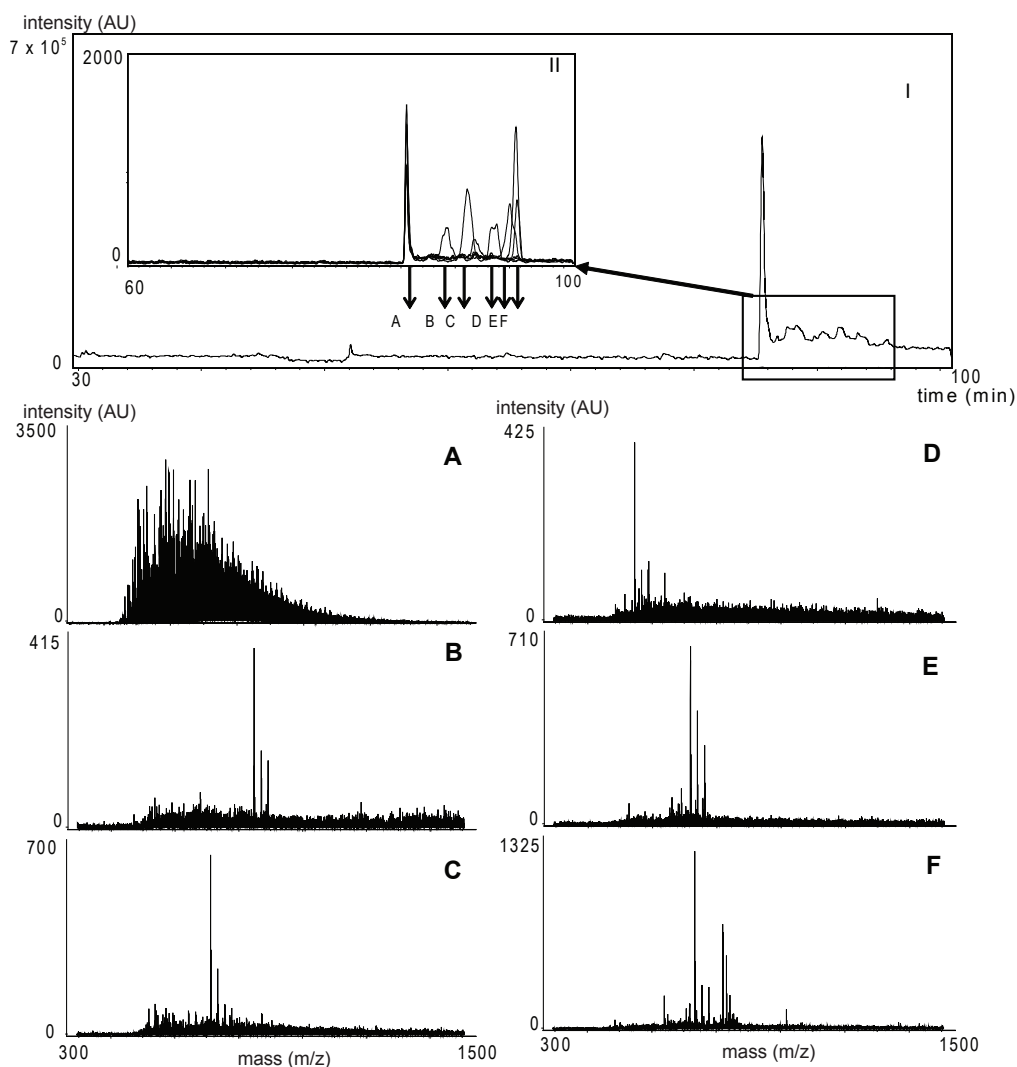 intensity (AU)
7 x 10⁵
2000
II
I
0
60
100
A B C D E F
0
30
100
time (min)
intensity (AU)
3500
A
0
intensity (AU)
425
D
0
415
B
0
710
E
0
700
C
0
300
mass (m/z)
1500
1325
F
0
300
mass (m/z)
1500